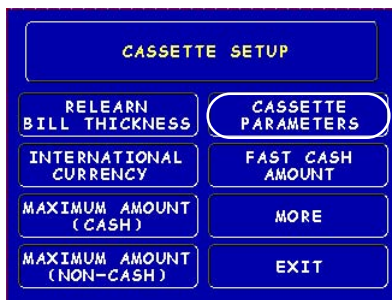 CASSETTE SETUP
RELEARN
BILL THICKNESS
CASSETTE
PARAMETERS
INTERNATIONAL
CURRENCY
FAST CASH
AMOUNT
MAXIMUM AMOUNT
(CASH)
MORE
MAXIMUM AMOUNT
(NON-CASH)
EXIT